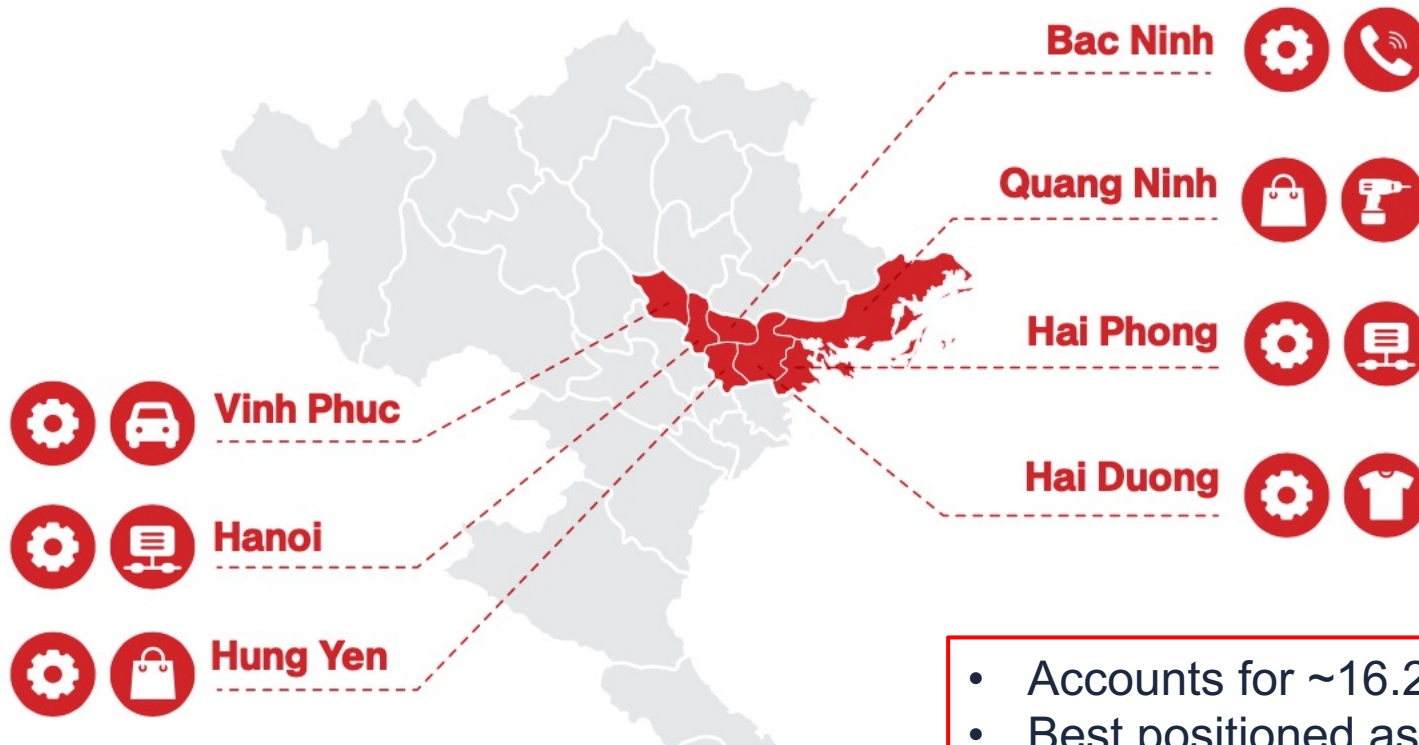 Bac Ninh
Quang Ninh
Hai Phong
Hai Duong
Vinh Phuc
Hanoi
Hung Yen
• Accounts for ~16.2
• Best positioned as